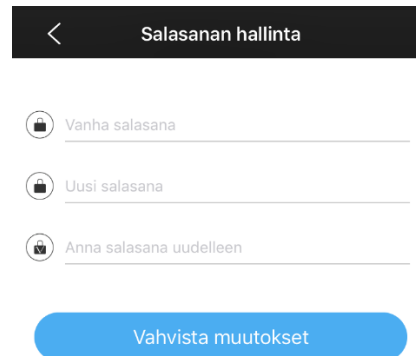 Salasanan hallinta
Vanha salasana
Uusi salasana
Anna salasana uudelleen
Vahvista muutokset